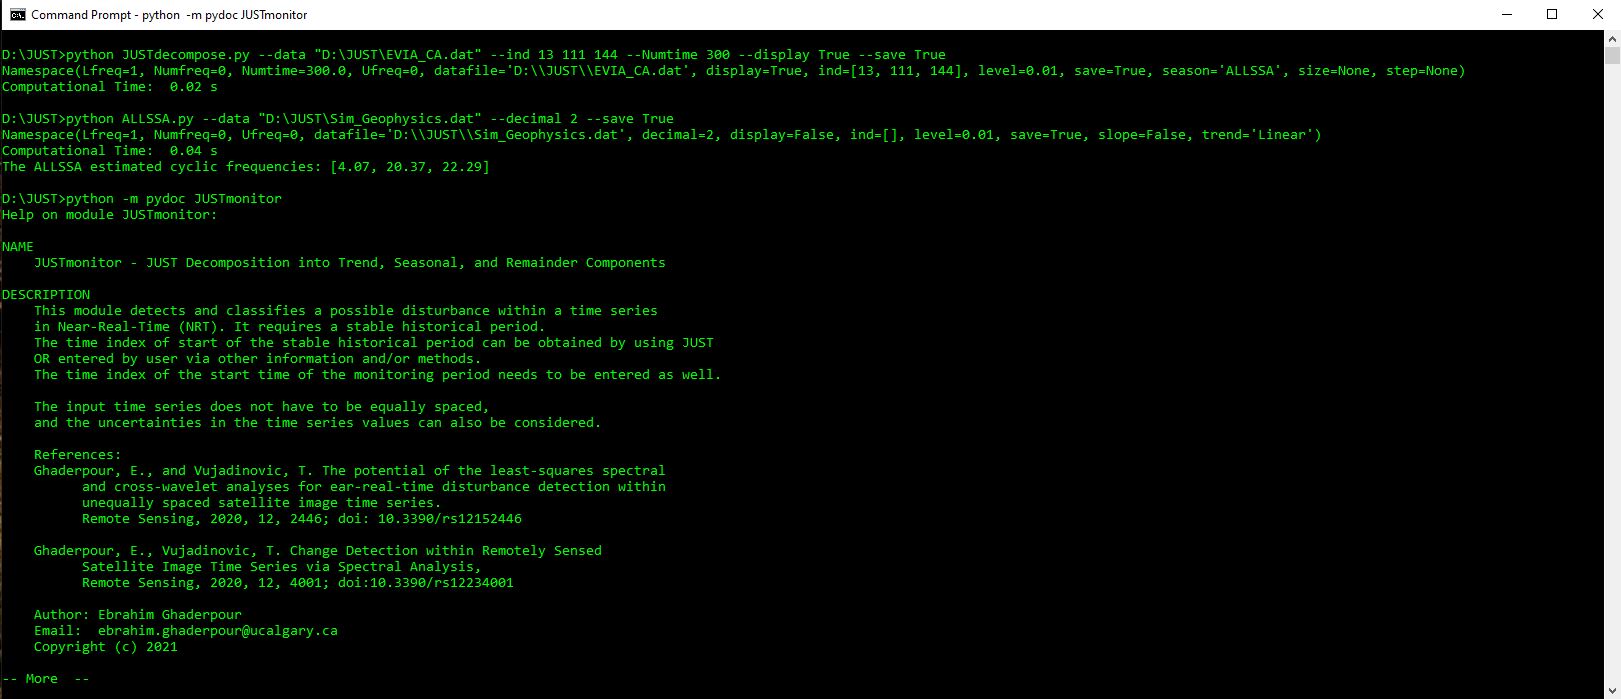 Command Prompt - python  -m pydoc JUSTmonitor
D:\JUST>python JUSTdecompose.py --data "D:\JUST\EVIA_CA.dat" --ind 13 111 144 --Numtime 300 --display True --save True
Namespace(Lfreq=1, Numfreq=0, Numtime=300.0, Ufreq=0, datafile='D:\\JUST\\EVIA_CA.dat', display=True, ind=[13, 111, 144], level=0.01, save=True, season='ALLSSA', size=None, step=None)
Computational Time:  0.02 s
D:\JUST>python ALLSSA.py --data "D:\JUST\Sim_Geophysics.dat" --decimal 2 --save True
Namespace(Lfreq=1, Numfreq=0, Ufreq=0, datafile='D:\\JUST\\Sim_Geophysics.dat', decimal=2, display=False, ind=[], level=0.01, save=True, slope=False, trend='Linear')
Computational Time:  0.04 s
The ALLSSA estimated cyclic frequencies: [4.07, 20.37, 22.29]
D:\JUST>python -m pydoc JUSTmonitor
Help on module JUSTmonitor:
NAME
JUSTmonitor - JUST Decomposition into Trend, Seasonal, and Remainder Components
DESCRIPTION
This module detects and classifies a possible disturbance within a time series
in Near-Real-Time (NRT). It requires a stable historical period.
The time index of start of the stable historical period can be obtained by using JUST
OR entered by user via other information and/or methods.
The time index of the start time of the monitoring period needs to be entered as well.
The input time series does not have to be equally spaced,
and the uncertainties in the time series values can also be considered.
References:
Ghaderpour, E., and Vujadinovic, T. The potential of the least-squares spectral
and cross-wavelet analyses for ear-real-time disturbance detection within
unequally spaced satellite image time series.
Remote Sensing, 2020, 12, 2446; doi: 10.3390/rs12152446
Ghaderpour, E., Vujadinovic, T. Change Detection within Remotely Sensed
Satellite Image Time Series via Spectral Analysis,
Remote Sensing, 2020, 12, 4001; doi:10.3390/rs12234001
Author: Ebrahim Ghaderpour
Email:  ebrahim.ghaderpour@ucalgary.ca
Copyright (c) 2021
-- More  --